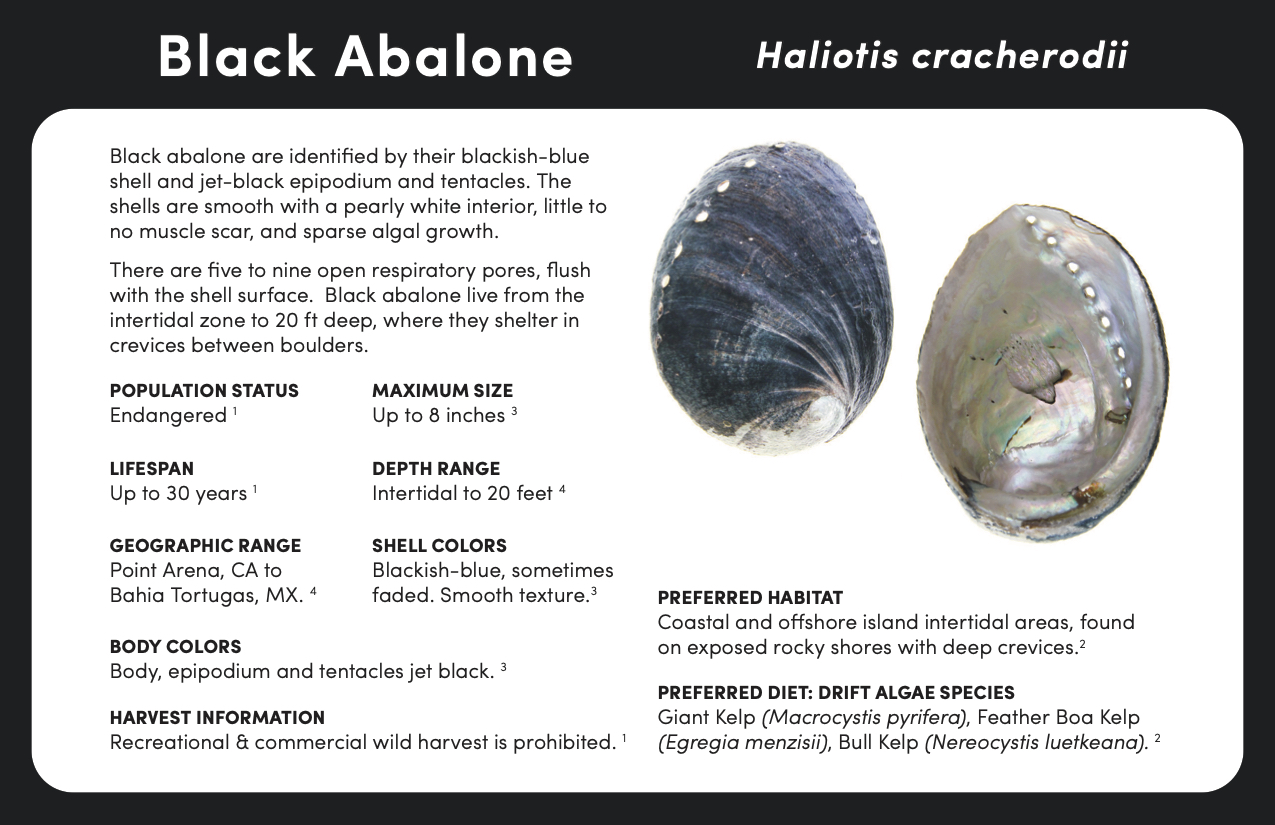 Black Abalone
Haliotis cracherodii
Black abalone are identified by their blackish-blue
shell and jet-black epipodium and tentacles. The
shells are smooth with a pearly white interior, little to
no muscle scar, and sparse algal growth.
There are five to nine open respiratory pores, flush
with the shell surface.  Black abalone live from the
intertidal zone to 20 ft deep, where they shelter in
crevices between boulders.
POPULATION STATUS
Endangered ¹
MAXIMUM SIZE
Up to 8 inches ³
LIFESPAN
Up to 30 years ¹
DEPTH RANGE
Intertidal to 20 feet ⁴
GEOGRAPHIC RANGE
Point Arena, CA to
Bahia Tortugas, MX. ⁴
SHELL COLORS
Blackish-blue, sometimes
faded. Smooth texture.³
BODY COLORS
Body, epipodium and tentacles jet black. ³
HARVEST INFORMATION
Recreational & commercial wild harvest is prohibited. ¹
PREFERRED HABITAT
Coastal and offshore island intertidal areas, found
on exposed rocky shores with deep crevices.²
PREFERRED DIET: DRIFT ALGAE SPECIES
Giant Kelp (Macrocystis pyrifera), Feather Boa Kelp
(Egregia menzisii), Bull Kelp (Nereocystis luetkeana). ²